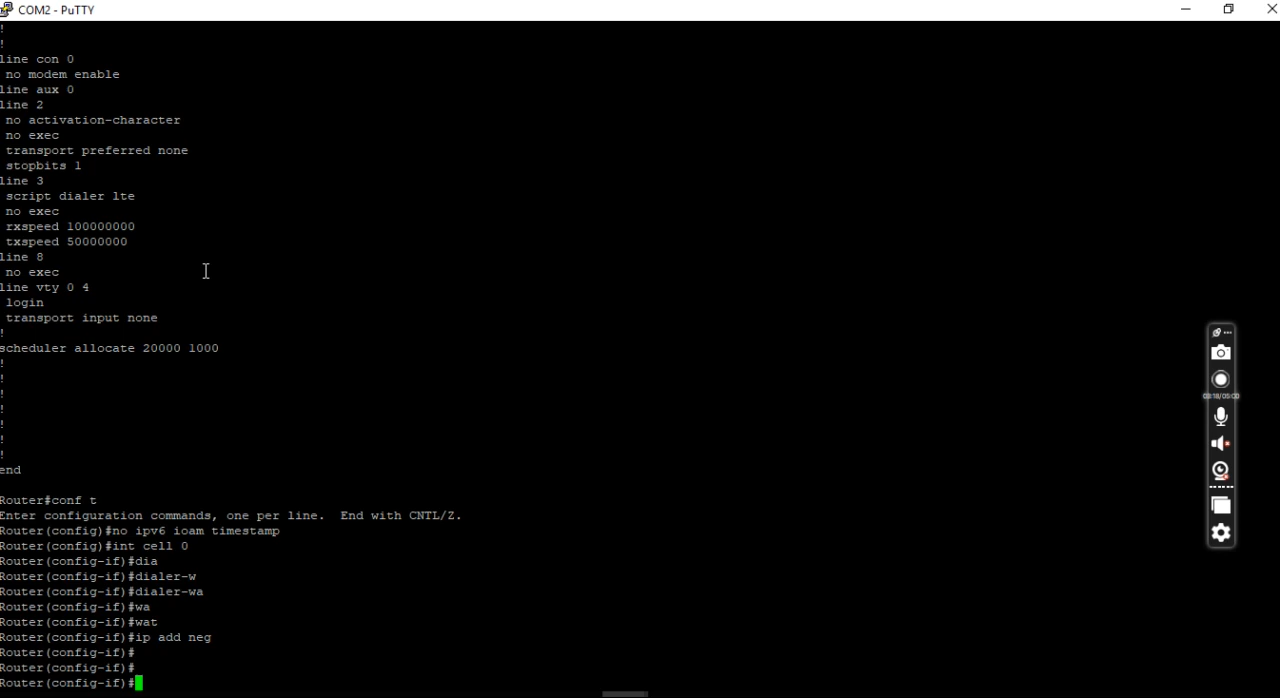 COM2 - PuTTY
!
!
line con 0
 no modem enable
line aux 0
line 2
 no activation-character
 no exec
 transport preferred none
 stopbits 1
line 3
 script dialer lte
 no exec
 rxspeed 100000000
 txspeed 50000000
line 8
 no exec
line vty 0 4
 login
 transport input none
!
scheduler allocate 20000 1000
!
!
!
!
!
!
!
end
Router#conf t
Enter configuration commands, one per line.  End with CNTL/Z.
Router(config)#no ipv6 ioam timestamp
Router(config)#int cell 0
Router(config-if)#dia
Router(config-if)#dialer-w
Router(config-if)#dialer-wa
Router(config-if)#wa
Router(config-if)#wat
Router(config-if)#ip add neg
Router(config-if)#
Router(config-if)#
Router(config-if)#